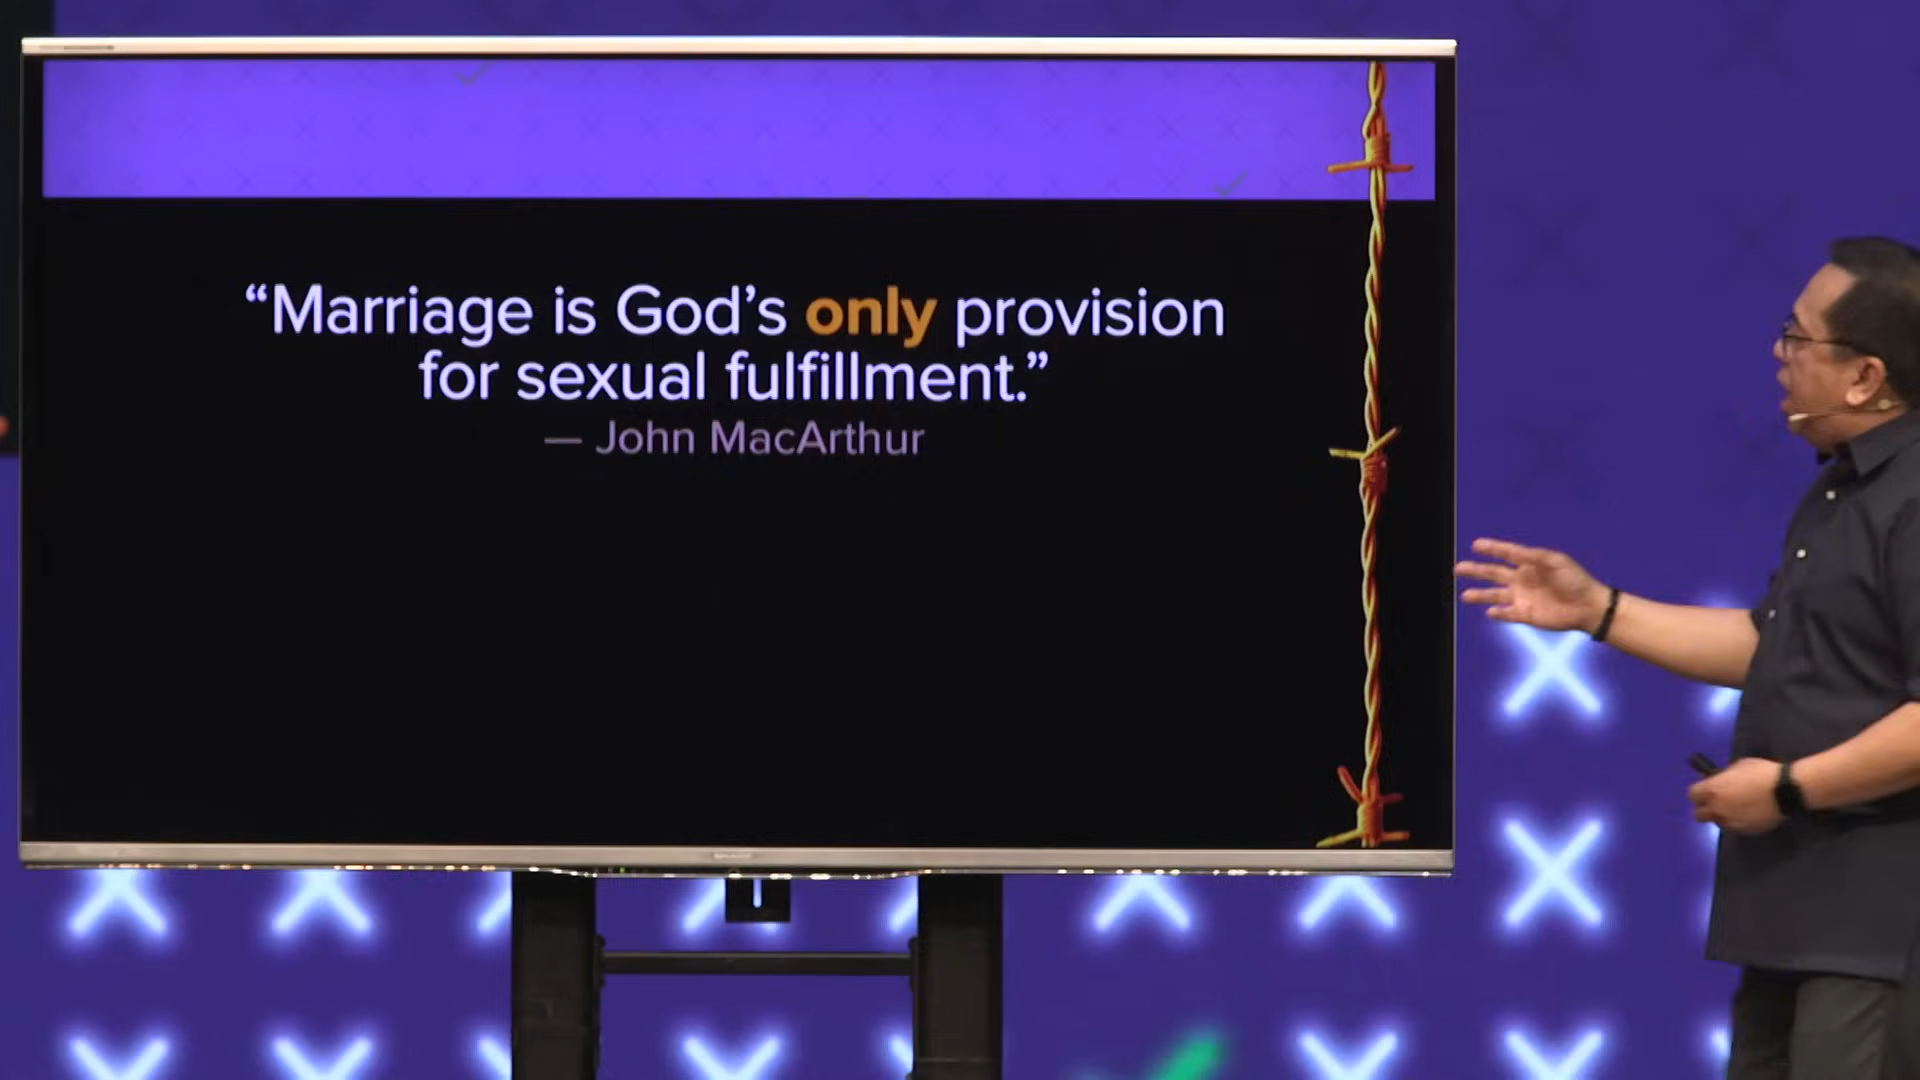 “Marriage is God’s only provision
for sexual fulfillment.”
— John MacArthur